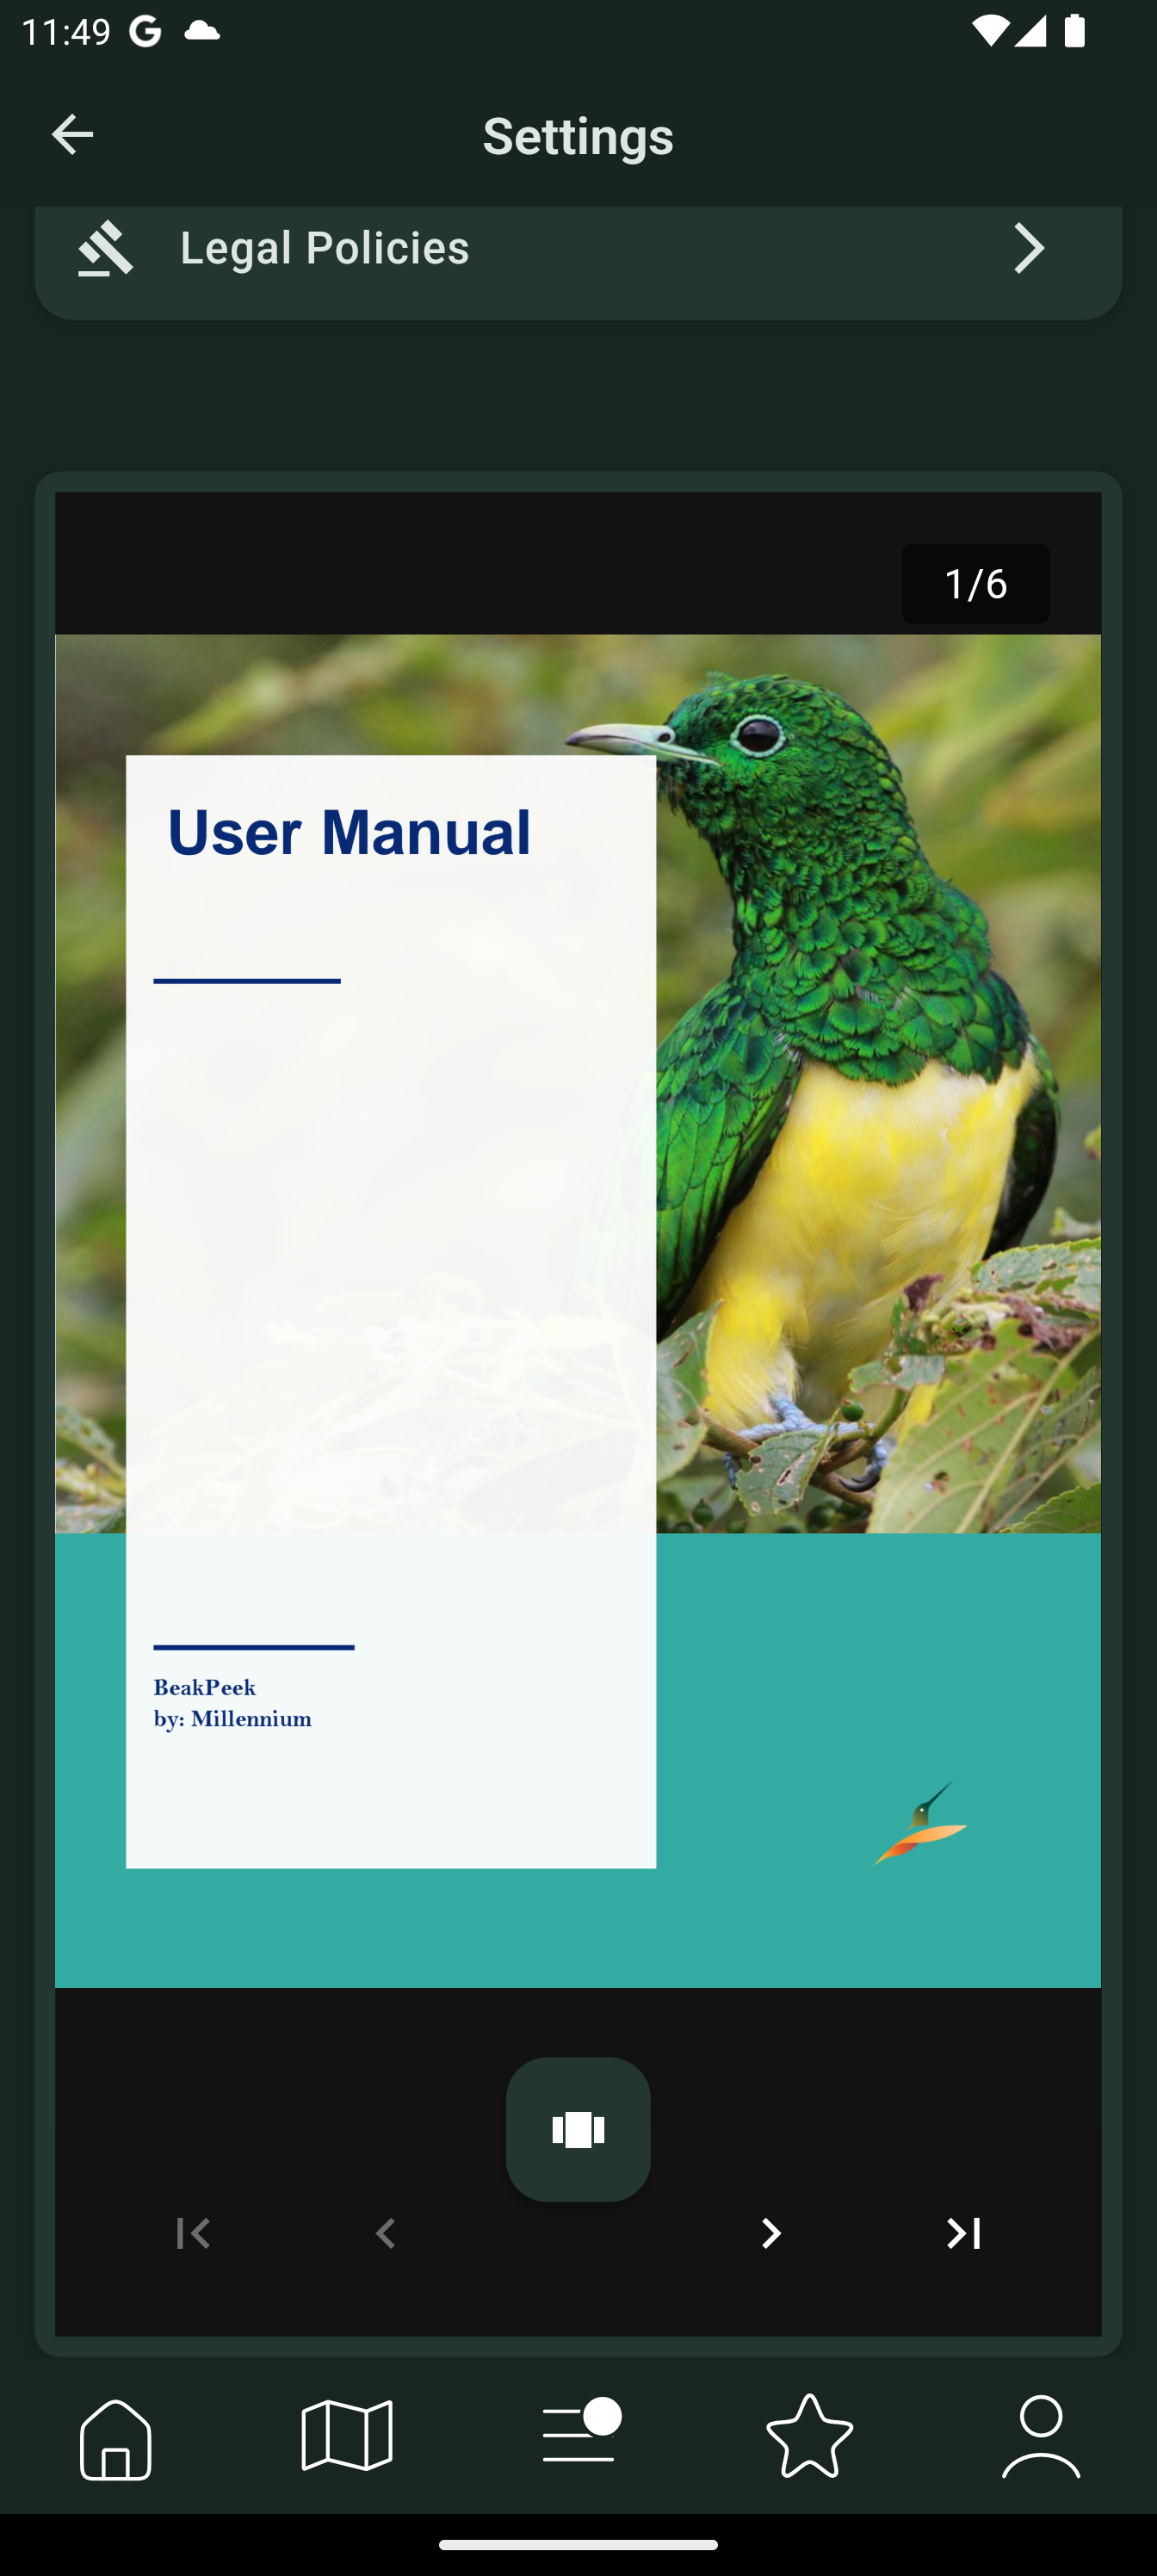 11:49
Settings
Legal Policies
1/6
User Manual
BeakPeek
by: Millennium